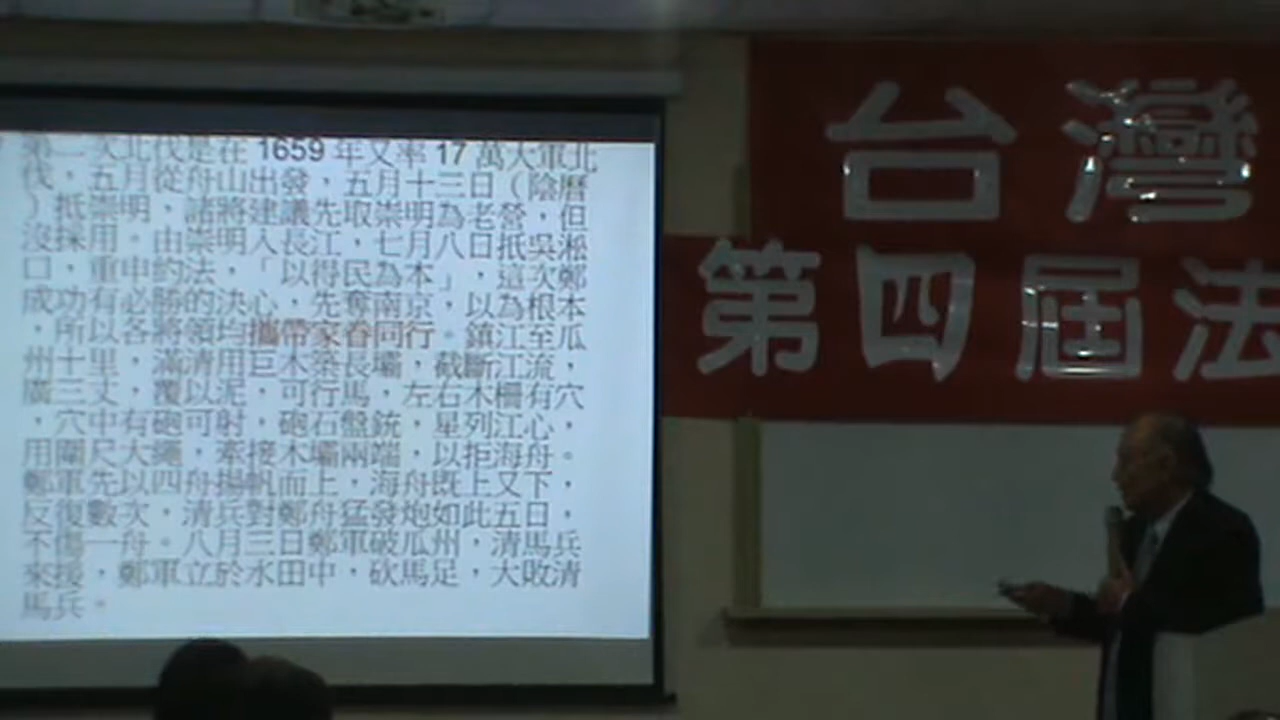 第二次北伐是在 1659 年又率 17 萬大軍北
伐，五月從舟山出發，五月十三日（陰曆
）抵崇明，諸將建議先取崇明為老營，但
沒採用。由崇明入長江，七月八日抵吳淞
口，重申約法，「以得民為本」，這次鄭
成功有必勝的決心，先奪南京，以為根本
，所以各將領均攜帶家眷同行。鎮江至瓜
州十里，滿清用巨木築長壩，截斷江流，
廣三丈，覆以泥，可行馬，左右木柵有穴
，穴中有砲可射，砲石盤銃，星列江心，
用圍尺大繩，牽接木壩兩端，以拒海舟。
鄭軍先以四舟揚帆而上，海舟既上又下，
反復數次，清兵對鄭舟猛發炮如此五日，
不傷一舟。八月三日鄭軍破瓜州，清馬兵
來援，鄭軍立於水田中，砍馬足，大敗清
馬兵。
台灣
第四屆法